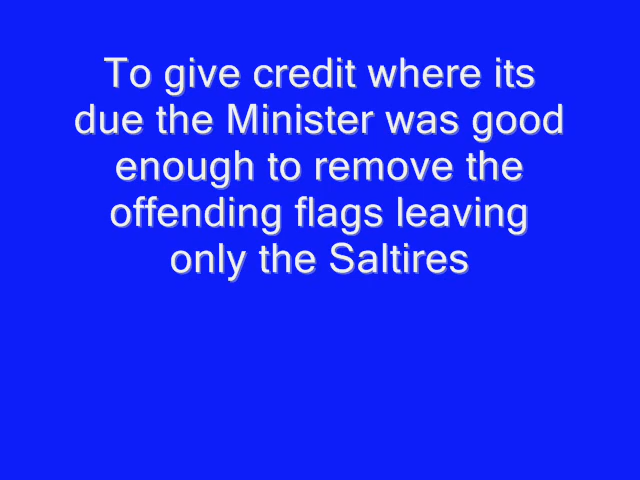 To give credit where its
due the Minister was good
enough to remove the
offending flags leaving
only the Saltires